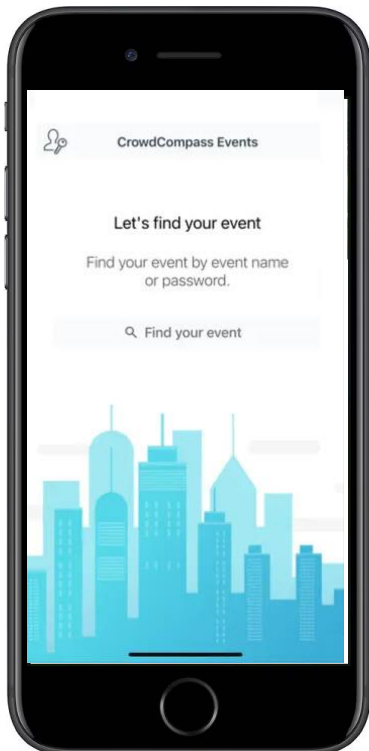 CrowdCompass Events
Let's find your event
Find your event by event name
or password.
Find your event